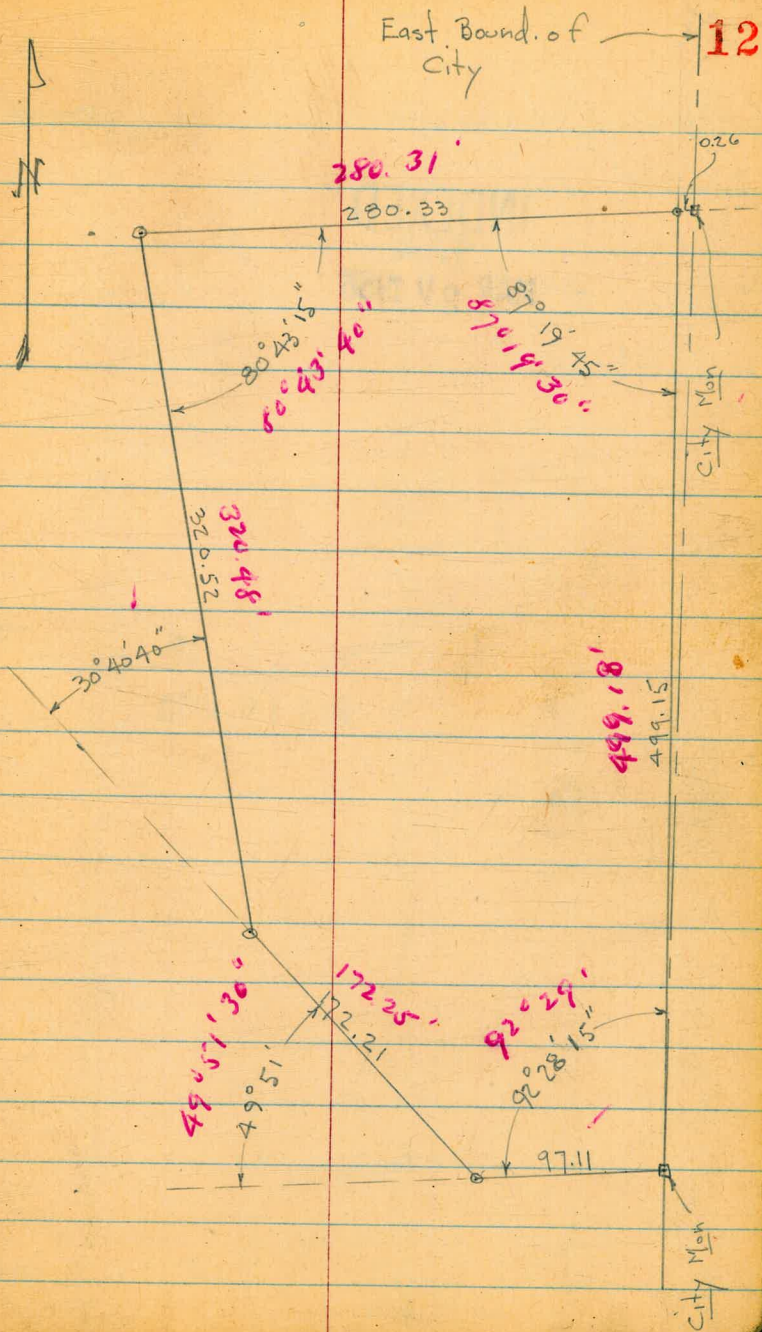 East Bound. of
City
12
N
0.26
280.31'
280.33
80° 43' 15"
80° 43' 40"
87° 19' 45"
87° 19' 30"
City Mon
320.52
320.48'
30° 40' 40"
499.18'
499.15
172.25'
172.21
49° 51' 30"
49° 51'
92° 29'
92° 28' 15"
97.11
City Mon